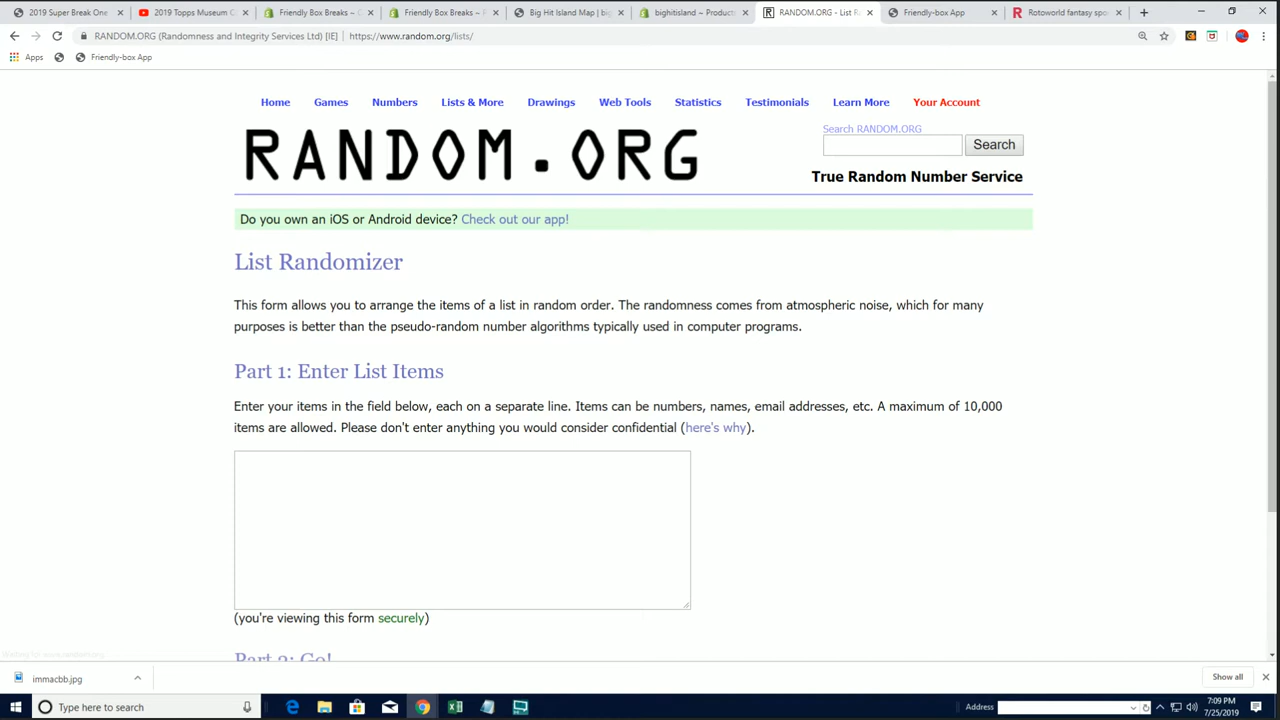 2019 Super Break One
2019 Topps Museum G
Friendly Box Breaks ~ G
Friendly Box Breaks ~ P
Big Hit Island Map | big
bighitisland ~ Products
RANDOM.ORG - List R
Friendly-box App
Rotoworld fantasy spo
RANDOM.ORG (Randomness and Integrity Services Ltd) [IE] | https://www.random.org/lists/
Apps Friendly-box App
Home Games Numbers Lists & More Drawings Web Tools Statistics Testimonials Learn More Your Account
RANDOM.ORG
Search RANDOM.ORG
Search
True Random Number Service
Do you own an iOS or Android device? Check out our app!
List Randomizer
This form allows you to arrange the items of a list in random order. The randomness comes from atmospheric noise, which for many
purposes is better than the pseudo-random number algorithms typically used in computer programs.
Part 1: Enter List Items
Enter your items in the field below, each on a separate line. Items can be numbers, names, email addresses, etc. A maximum of 10,000
items are allowed. Please don't enter anything you would consider confidential (here's why).
(you're viewing this form securely)
Part 2: Go!
immacbb.jpg
Show all
Type here to search
Address
7:09 PM
7/25/2019